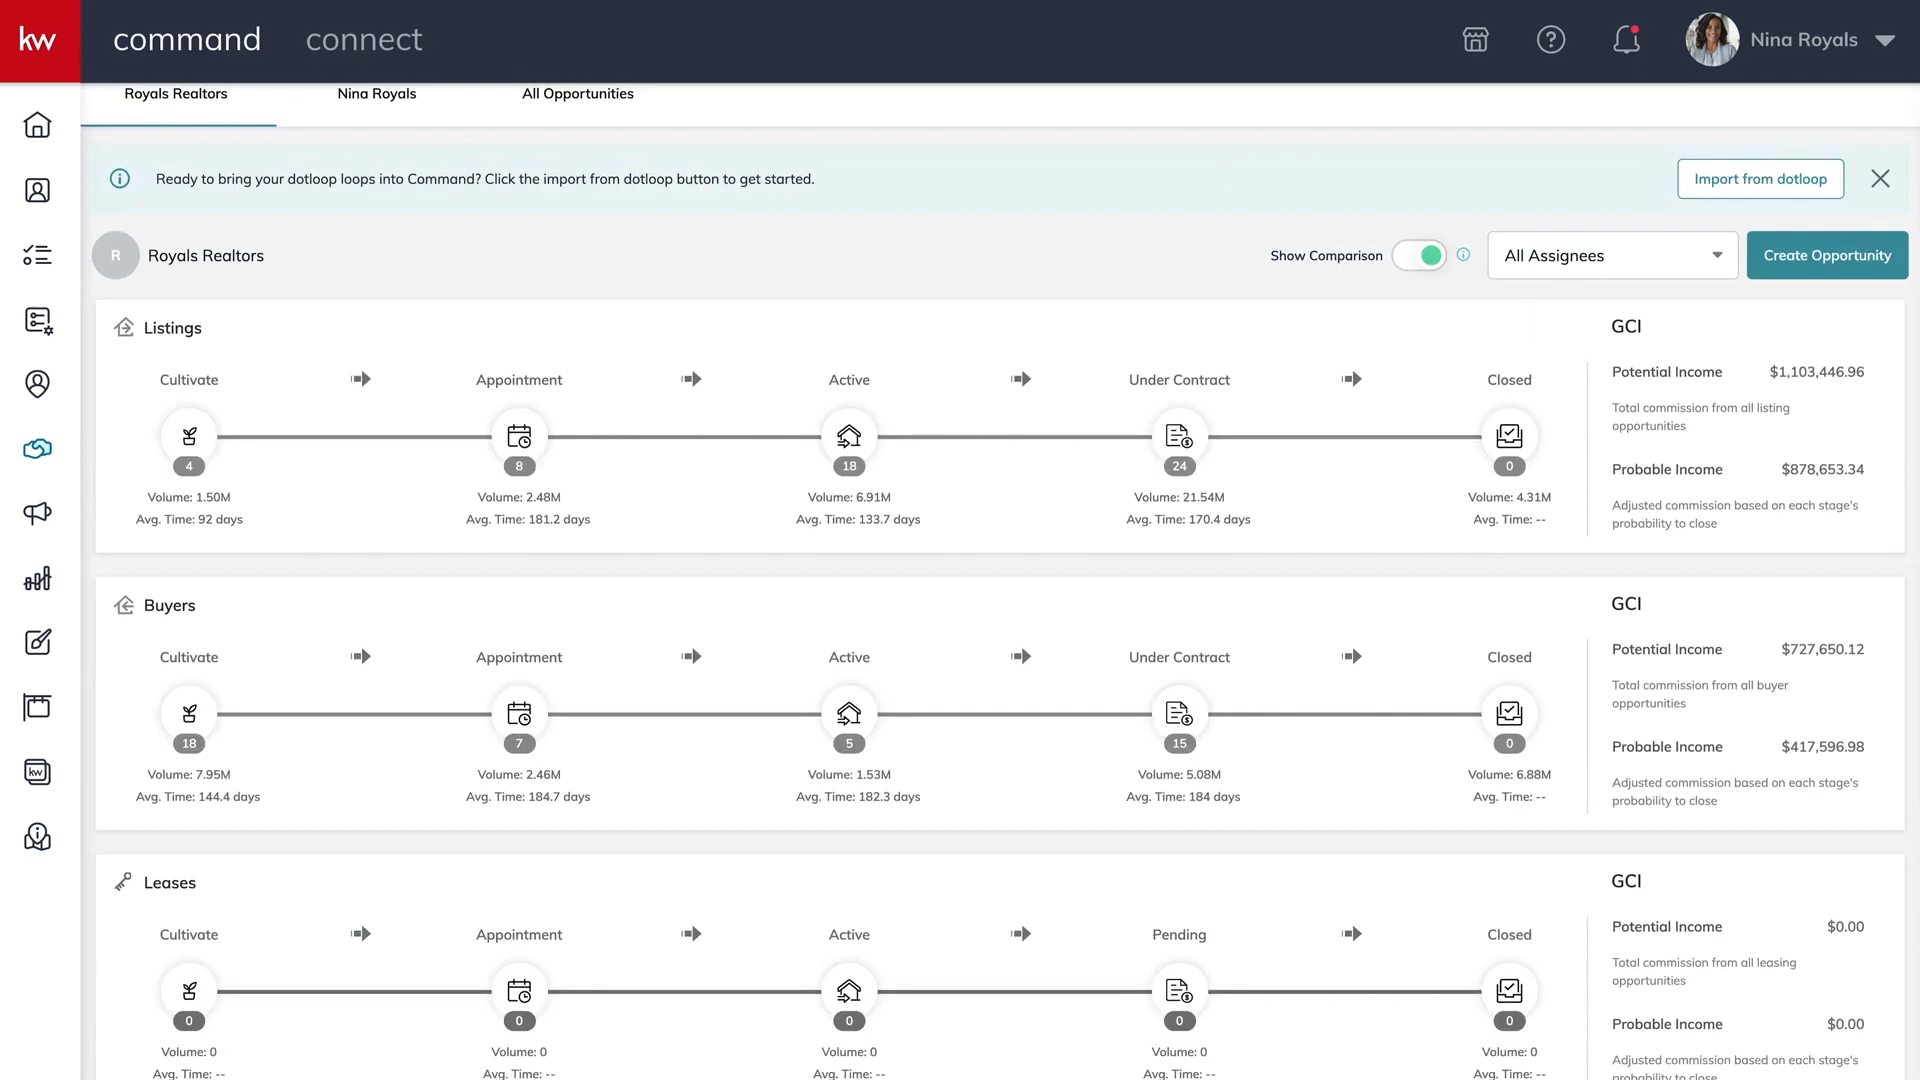 kw command connect Nina Royals
Royals Realtors Nina Royals All Opportunities
Ready to bring your dotloop loops into Command? Click the import from dotloop button to get started. Import from dotloop
R Royals Realtors Show Comparison All Assignees Create Opportunity
Listings
Cultivate Appointment Active Under Contract Closed
4 8 18 24 0
Volume: 1.50M Volume: 2.48M Volume: 6.91M Volume: 21.54M Volume: 4.31M
Avg. Time: 92 days Avg. Time: 181.2 days Avg. Time: 133.7 days Avg. Time: 170.4 days Avg. Time: --
GCI
Potential Income $1,103,446.96
Total commission from all listing
opportunities
Probable Income $878,653.34
Adjusted commission based on each stage's
probability to close
Buyers
Cultivate Appointment Active Under Contract Closed
18 7 5 15 0
Volume: 7.95M Volume: 2.46M Volume: 1.53M Volume: 5.08M Volume: 6.88M
Avg. Time: 144.4 days Avg. Time: 184.7 days Avg. Time: 182.3 days Avg. Time: 184 days Avg. Time: --
GCI
Potential Income $727,650.12
Total commission from all buyer
opportunities
Probable Income $417,596.98
Adjusted commission based on each stage's
probability to close
kw
Leases
Cultivate Appointment Active Pending Closed
0 0 0 0 0
Volume: 0 Volume: 0 Volume: 0 Volume: 0 Volume: 0
Avg. Time: -- Avg. Time: -- Avg. Time: -- Avg. Time: -- Avg. Time: --
GCI
Potential Income $0.00
Total commission from all leasing
opportunities
Probable Income $0.00
Adjusted commission based on each stage's
probability to close